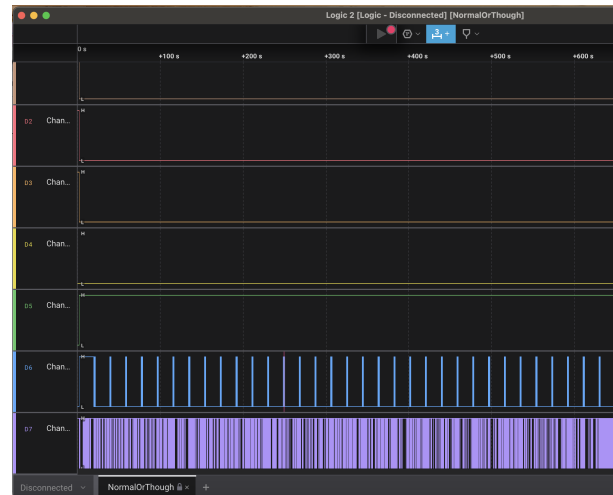 Logic 2 [Logic - Disconnected] [NormalOrThough]
0 s
+100 s +200 s +300 s +400 s +500 s +600 s
L
H
D2 Chan...
L
H
D3 Chan...
L
H
D4 Chan...
L
H
D5 Chan...
L
H
D6 Chan...
L
H
D7 Chan...
L
Disconnected NormalOrThough × +